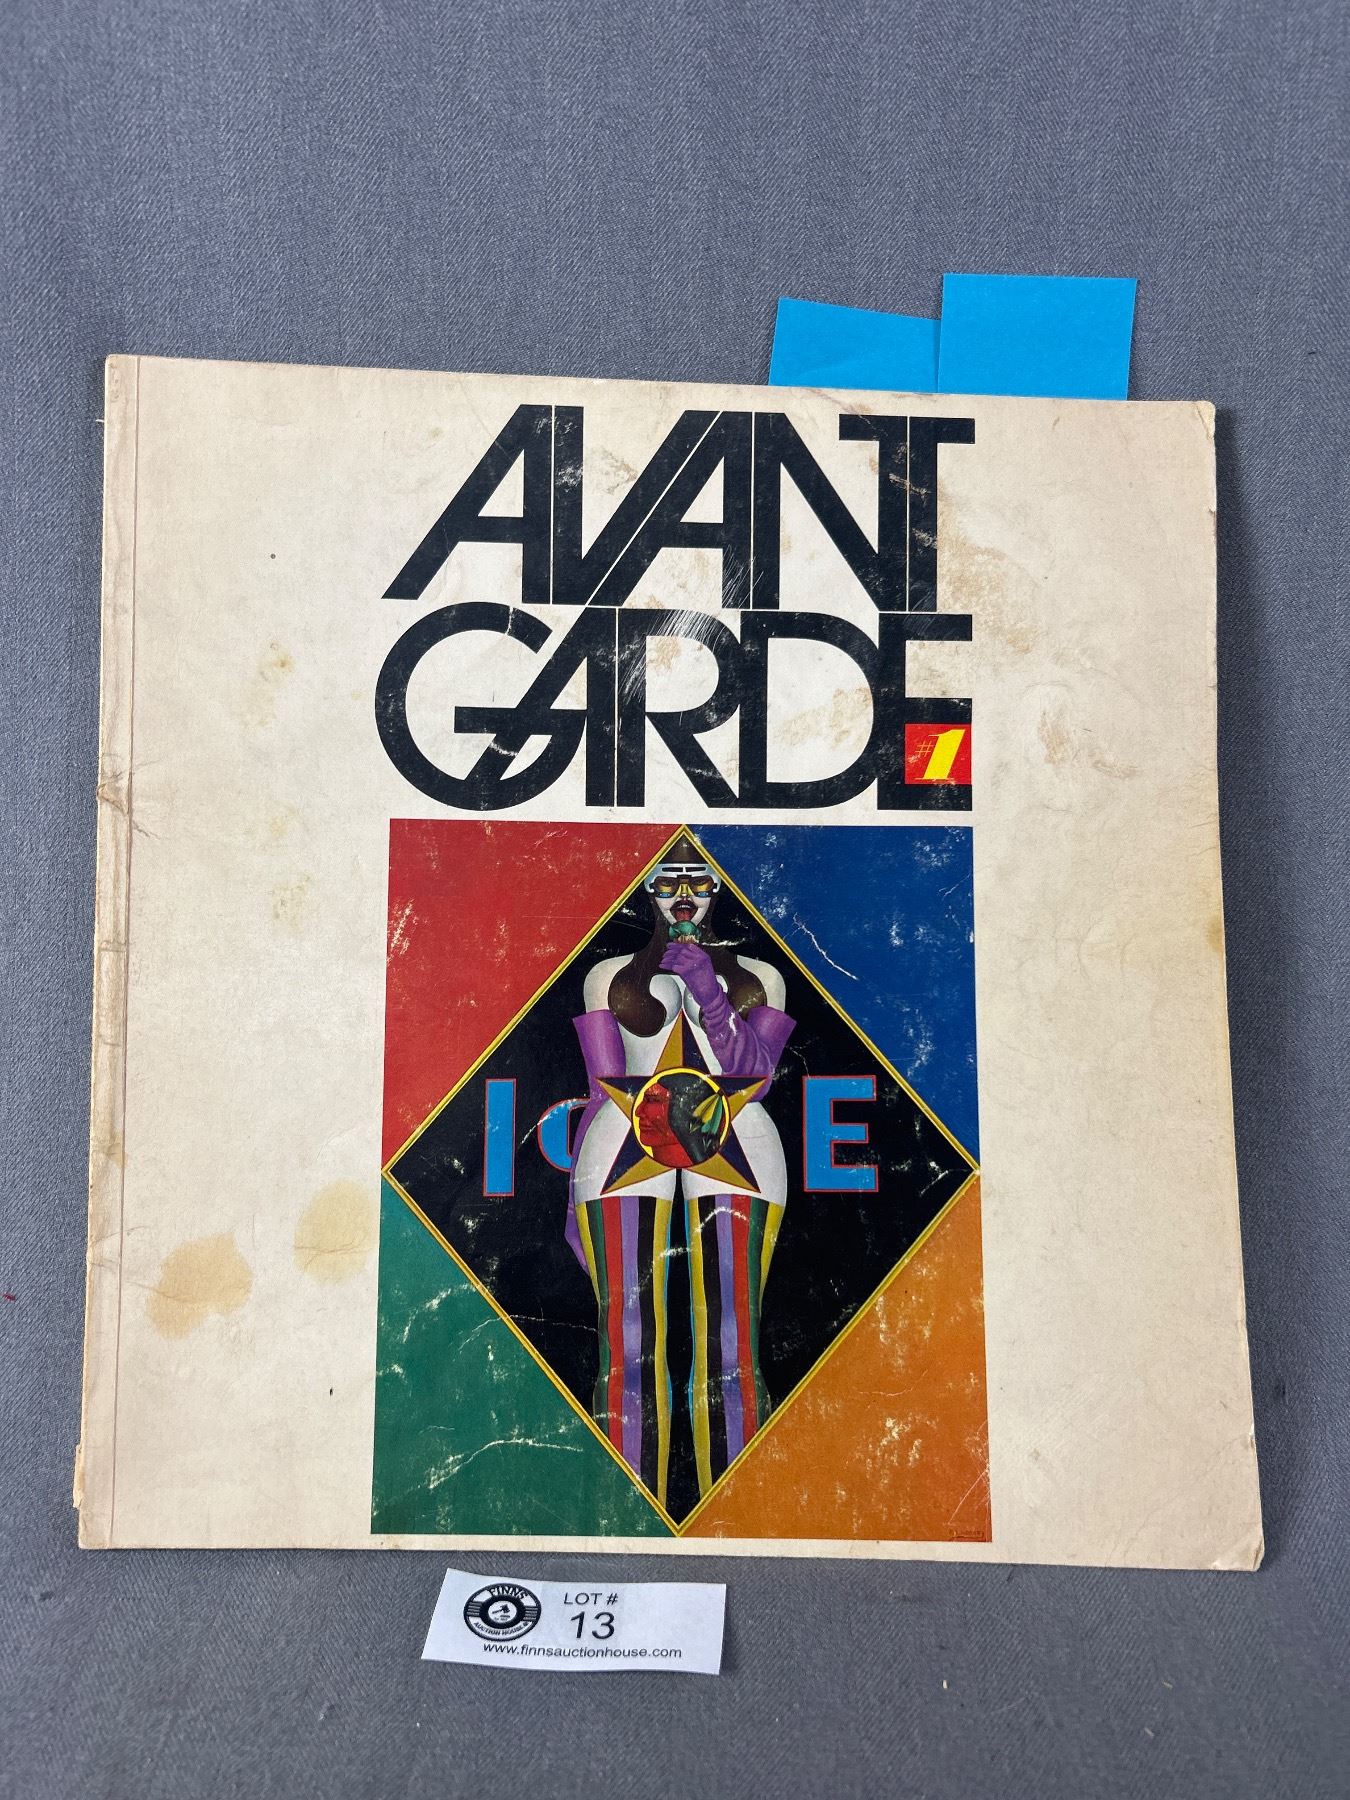 AVANT
GARDE
#1
I E
LOT #
FINNS
13
AUCTION HOUSE
www.finnsauctionhouse.com